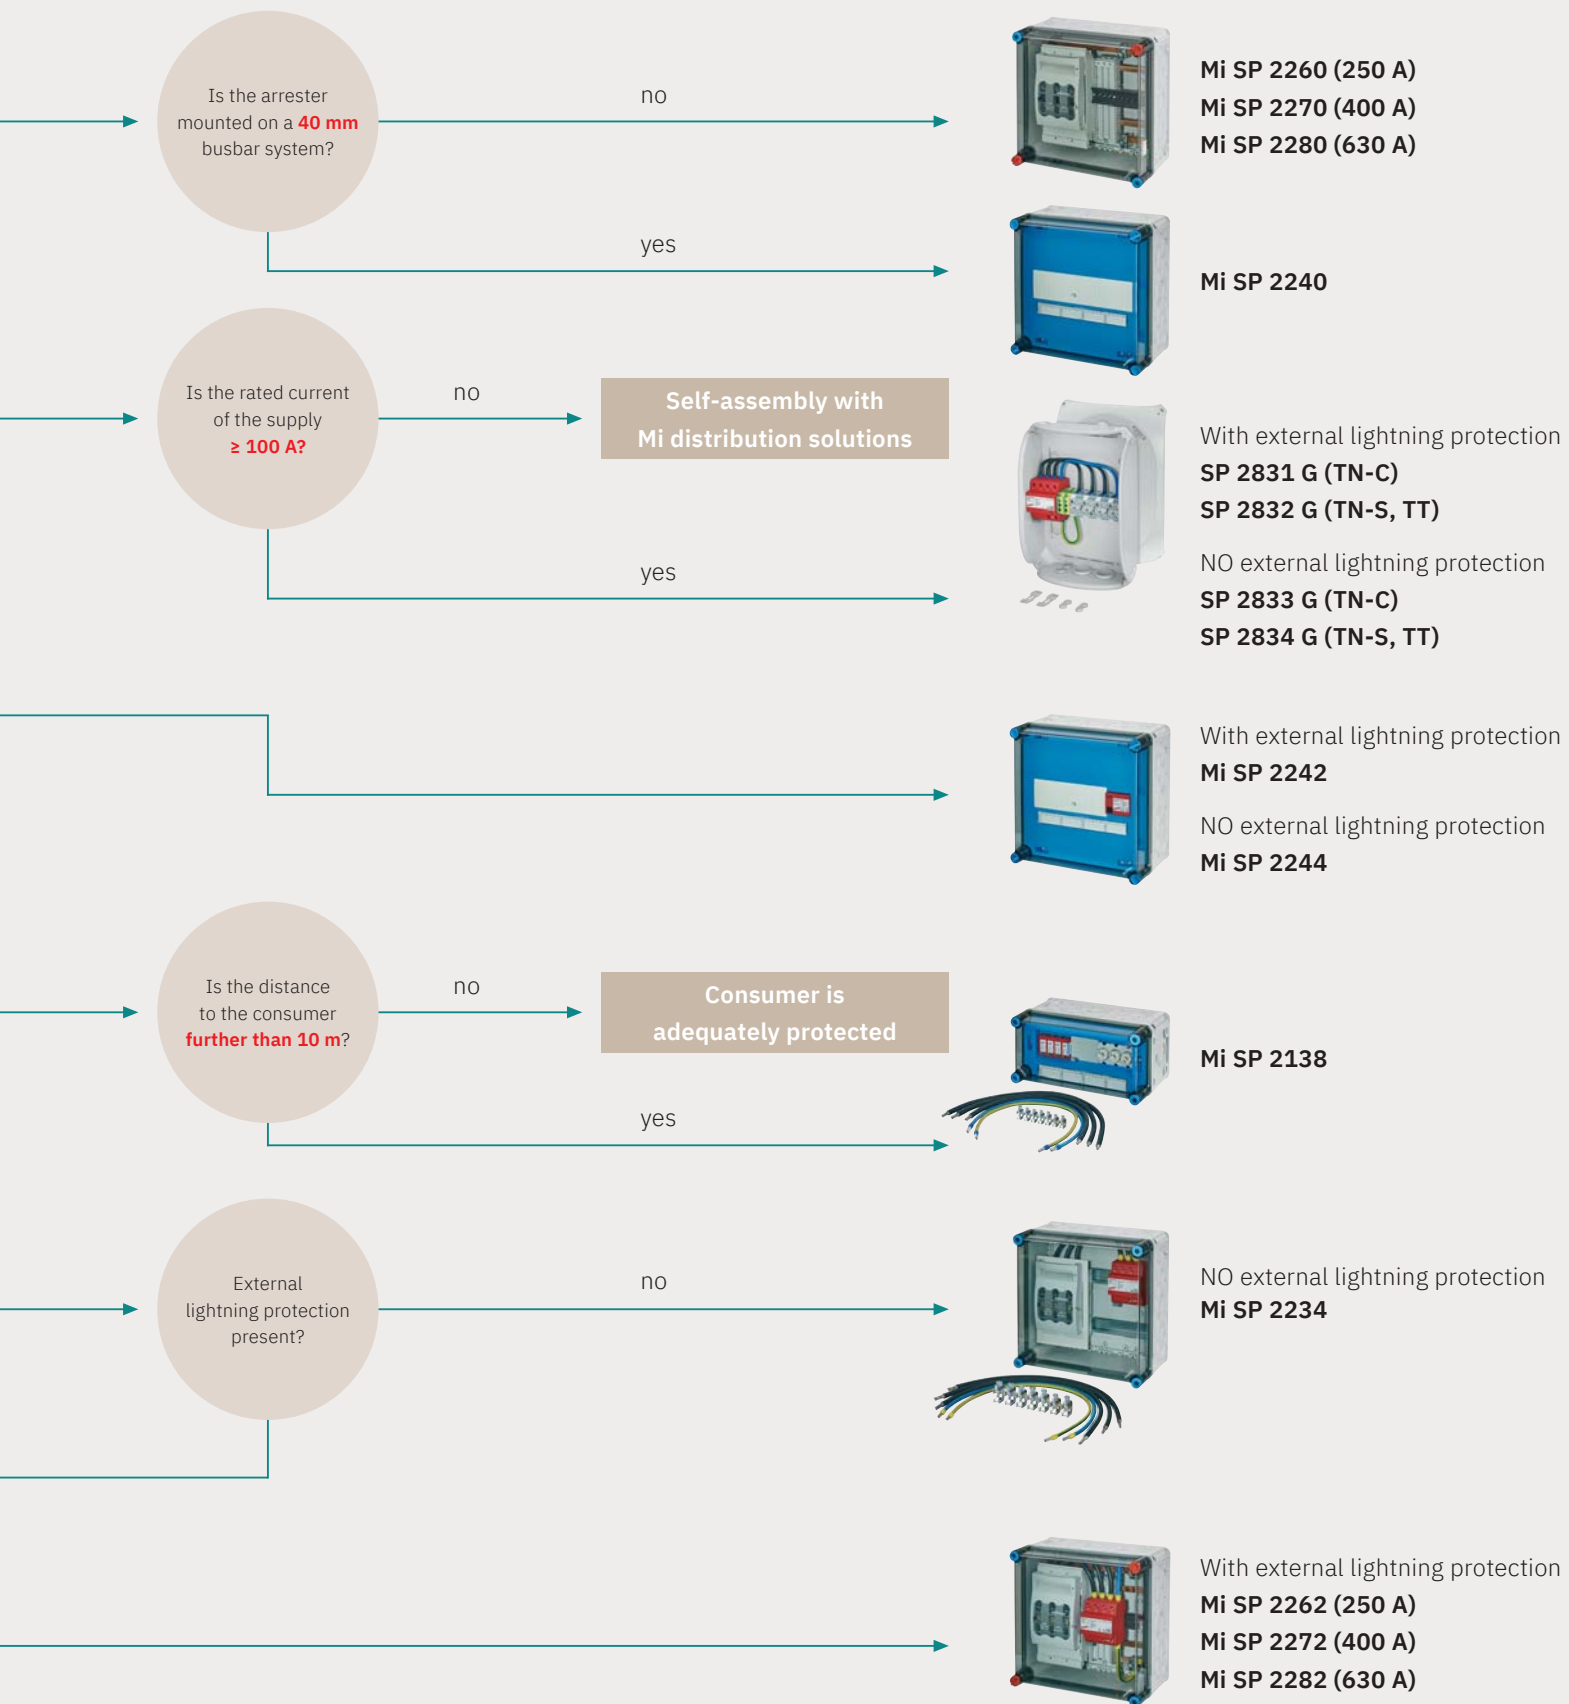 Is the arrester
mounted on a 40 mm
busbar system?
no
Mi SP 2260 (250 A)
Mi SP 2270 (400 A)
Mi SP 2280 (630 A)
yes
Mi SP 2240
Is the rated current
of the supply
≥ 100 A?
no
Self-assembly with
Mi distribution solutions
yes
With external lightning protection
SP 2831 G (TN-C)
SP 2832 G (TN-S, TT)
NO external lightning protection
SP 2833 G (TN-C)
SP 2834 G (TN-S, TT)
With external lightning protection
Mi SP 2242
NO external lightning protection
Mi SP 2244
Is the distance
to the consumer
further than 10 m?
no
Consumer is
adequately protected
yes
Mi SP 2138
External
lightning protection
present?
no
NO external lightning protection
Mi SP 2234
With external lightning protection
Mi SP 2262 (250 A)
Mi SP 2272 (400 A)
Mi SP 2282 (630 A)